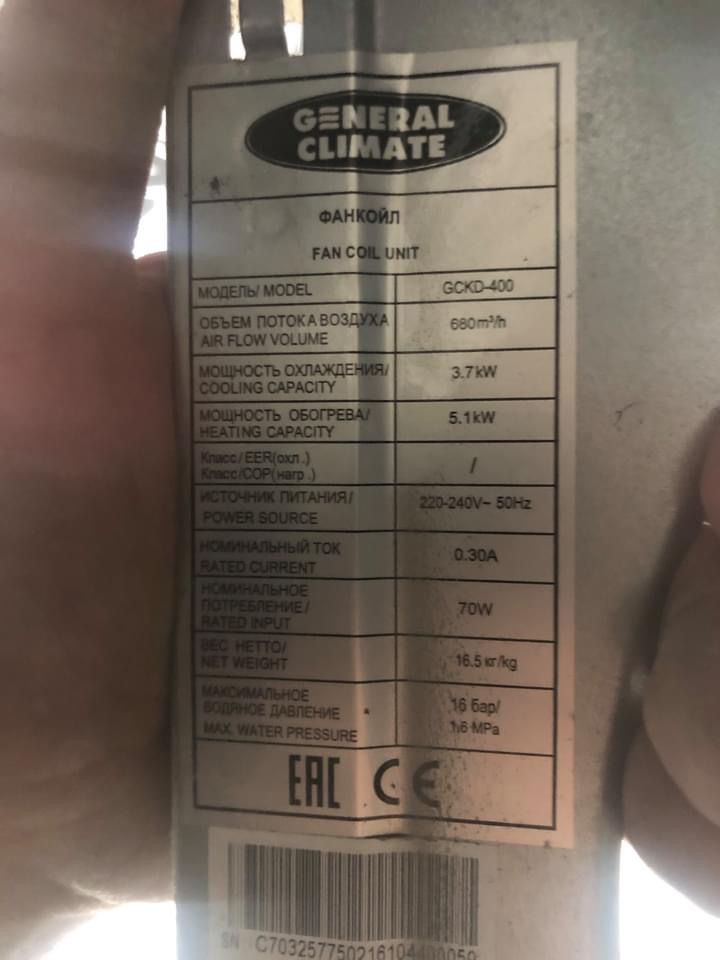 GENERAL
CLIMATE
ФАНКОЙЛ
FAN COIL UNIT
МОДЕЛЬ/ MODEL GCKD-400
ОБЪЕМ ПОТОКА ВОЗДУХА
AIR FLOW VOLUME 680m³/h
МОЩНОСТЬ ОХЛАЖДЕНИЯ/
COOLING CAPACITY 3.7kW
МОЩНОСТЬ ОБОГРЕВА/
HEATING CAPACITY 5.1kW
Класс/EER(охл.)
Класс/COP(нагр.) /
ИСТОЧНИК ПИТАНИЯ/
POWER SOURCE 220-240V~ 50Hz
НОМИНАЛЬНЫЙ ТОК
RATED CURRENT 0.30A
НОМИНАЛЬНОЕ
ПОТРЕБЛЕНИЕ/
RATED INPUT 70W
ВЕС НЕТТО/
NET WEIGHT 16.5 кг/kg
МАКСИМАЛЬНОЕ
ВОДЯНОЕ ДАВЛЕНИЕ 16 бар/
MAX. WATER PRESSURE 1.6 MPa
EAC CE
SN